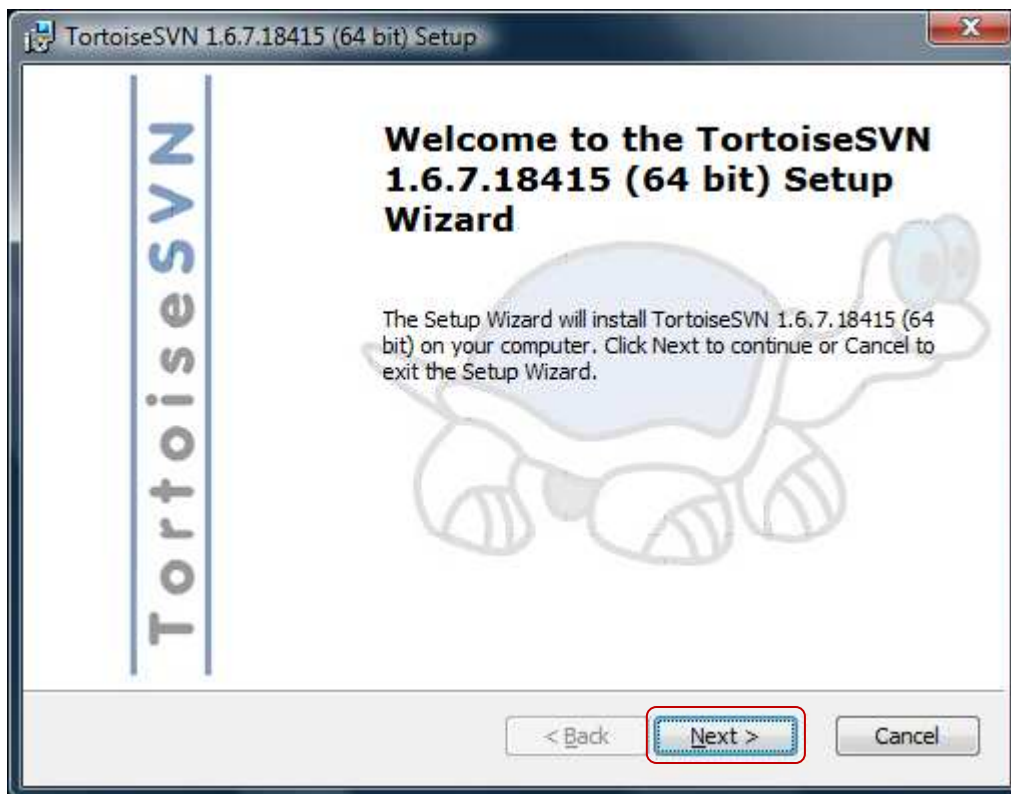 TortoiseSVN 1.6.7.18415 (64 bit) Setup
TortoiseSVN
Welcome to the TortoiseSVN
1.6.7.18415 (64 bit) Setup
Wizard
The Setup Wizard will install TortoiseSVN 1.6.7.18415 (64
bit) on your computer. Click Next to continue or Cancel to
exit the Setup Wizard.
< Back
Next >
Cancel